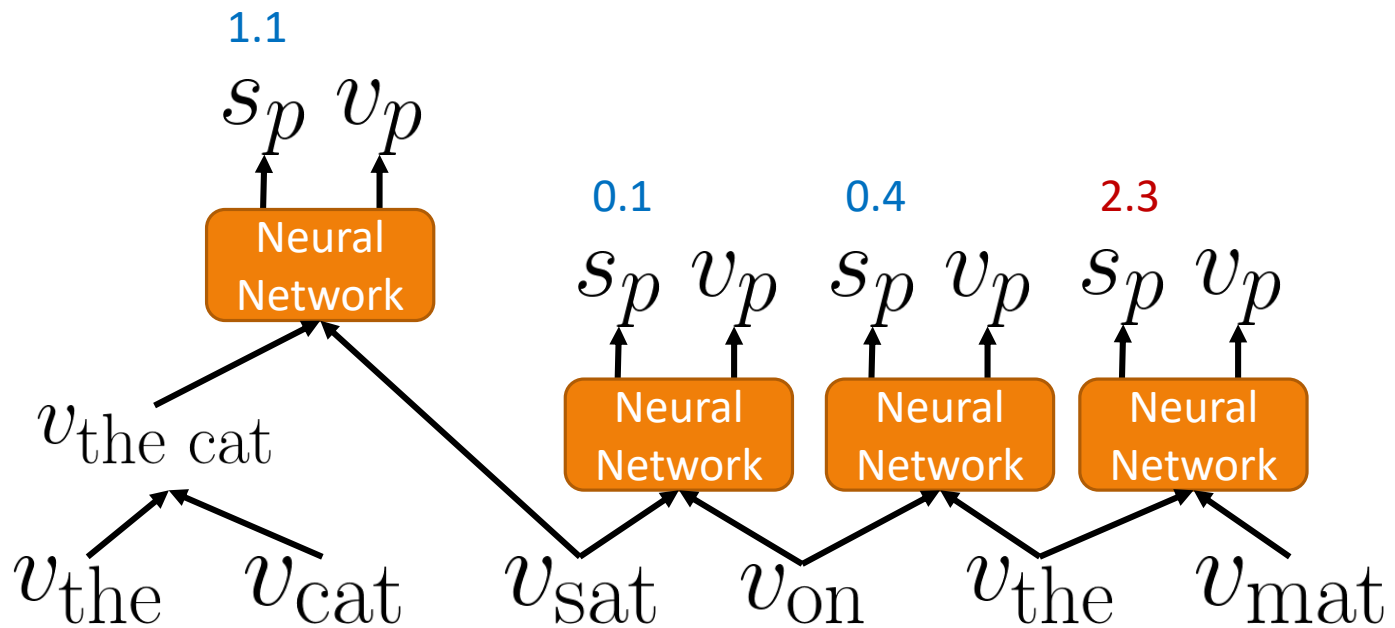 1.1
s_p v_p
Neural
Network
0.1 0.4 2.3
s_p v_p s_p v_p s_p v_p
Neural Neural Neural
Network Network Network
v_the cat
v_the v_cat v_sat v_on v_the v_mat